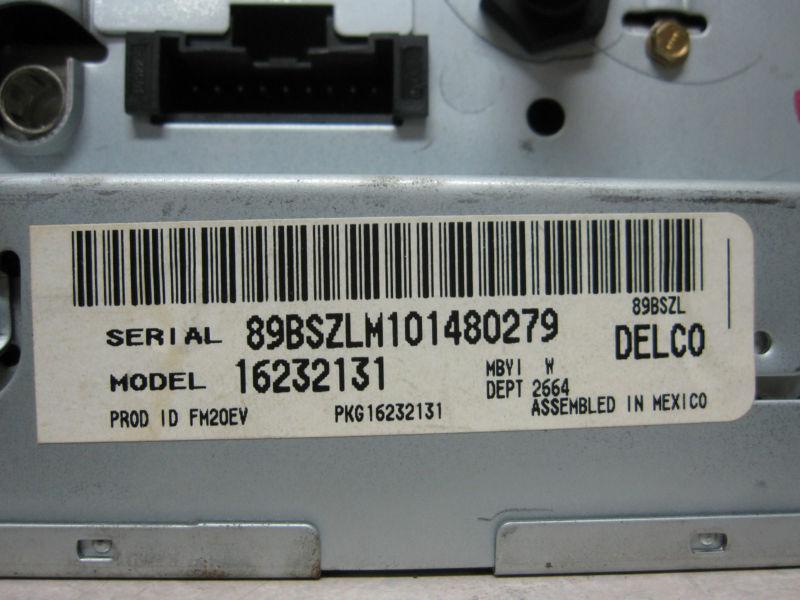 89BSZL
SERIAL 89BSZLM101480279
DELCO
MODEL 16232131
MBYI W
DEPT 2664
PROD ID FM20EV
PKG16232131
ASSEMBLED IN MEXICO